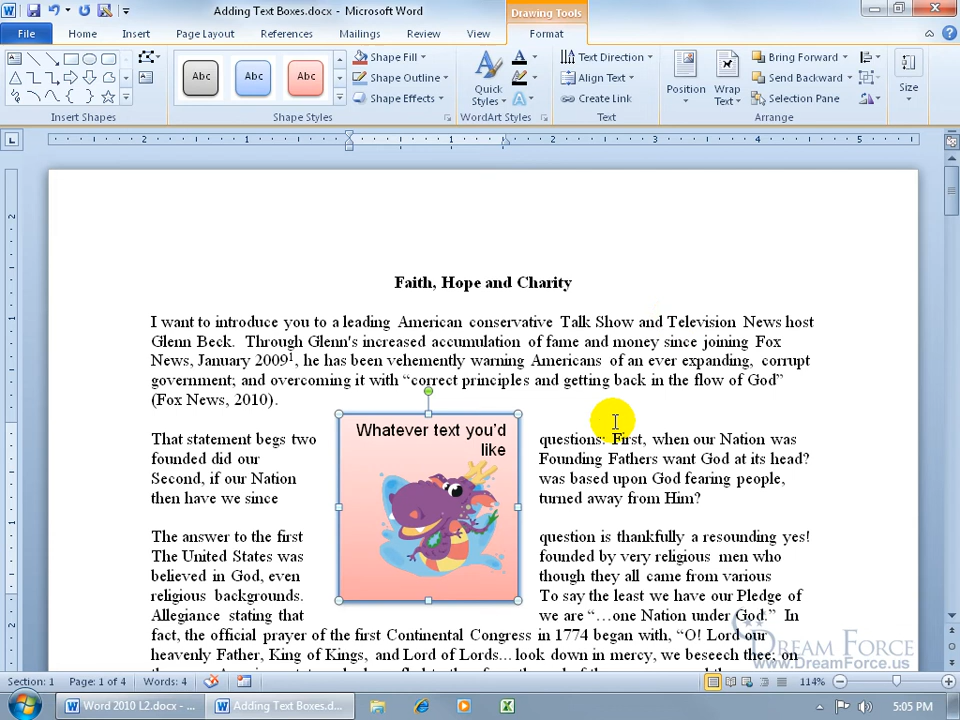 Adding Text Boxes.docx - Microsoft Word
Drawing Tools
File Home Insert Page Layout References Mailings Review View Format
Abc Abc Abc
Shape Fill
Shape Outline
Shape Effects
Quick Styles
Text Direction
Align Text
Create Link
Position
Wrap Text
Bring Forward
Send Backward
Selection Pane
Size
Insert Shapes Shape Styles WordArt Styles Text Arrange
2 1 1 2 3 4 5
2
1
1
2
Faith, Hope and Charity
I want to introduce you to a leading American conservative Talk Show and Television News host
Glenn Beck. Through Glenn's increased accumulation of fame and money since joining Fox
News, January 2009¹, he has been vehemently warning Americans of an ever expanding, corrupt
government; and overcoming it with “correct principles and getting back in the flow of God”
(Fox News, 2010).
Whatever text you'd
like
That statement begs two questions: First, when our Nation was
founded did our Founding Fathers want God at its head?
Second, if our Nation was based upon God fearing people,
then have we since turned away from Him?
The answer to the first question is thankfully a resounding yes!
The United States was founded by very religious men who
believed in God, even though they all came from various
religious backgrounds. To say the least we have our Pledge of
Allegiance stating that we are “…one Nation under God.” In
fact, the official prayer of the first Continental Congress in 1774 began with, “O! Lord our
heavenly Father, King of Kings, and Lord of Lords... look down in mercy, we beseech thee; on
DREAM FORCE
www.DreamForce.us
Section: 1 Page: 1 of 4 Words: 4 114%
Word 2010 L2.docx - ... Adding Text Boxes.d... 5:05 PM